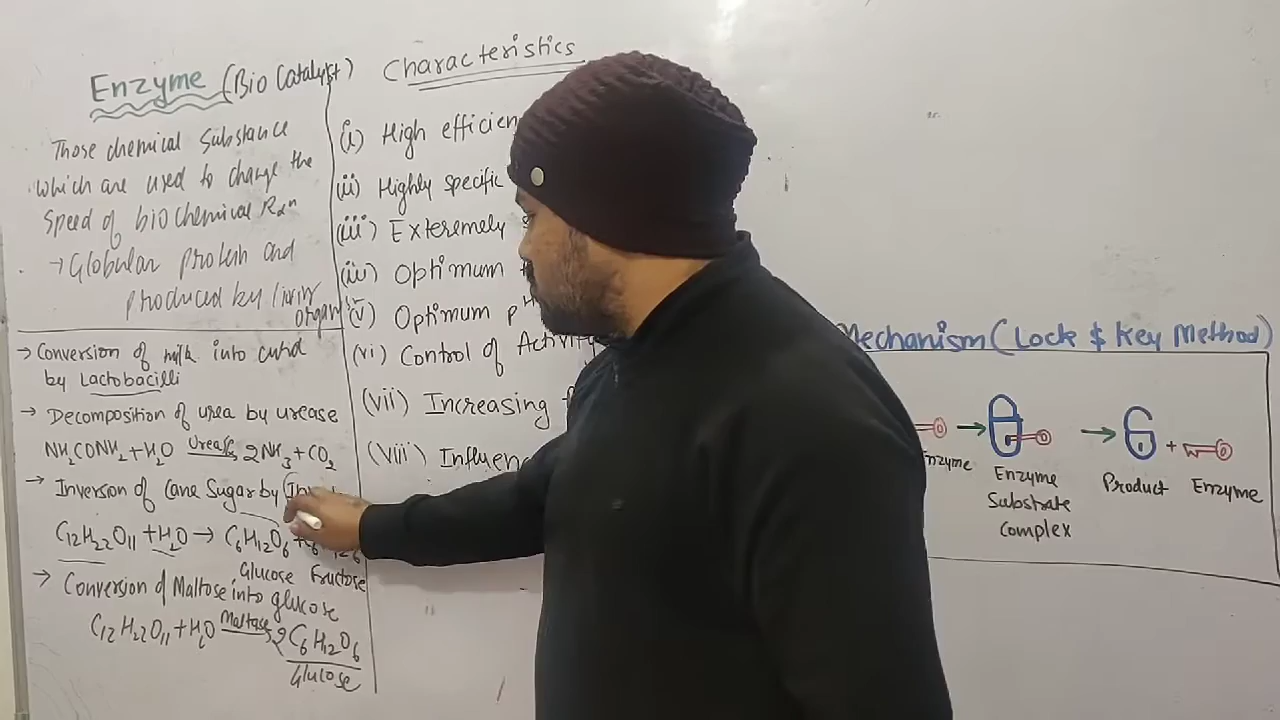 Enzyme (Bio Catalyst)
Those chemical Substance
which are used to change the
Speed of biochemical Rxn
→ Globular protein and
produced by living
organ
→ Conversion of milk into curd
by Lactobacilli
→ Decomposition of urea by urease
NH₂CONH₂ + H₂O Urease 2NH₃ + CO₂
→ Inversion of Cane Sugar by
C₁₂H₂₂O₁₁ + H₂O → C₆H₁₂O₆ +
Glucose Fructose
→ Conversion of Maltose into glucose
C₁₂H₂₂O₁₁ + H₂O Maltase 2C₆H₁₂O₆
Glucose
Characteristics
(i) High efficien
(ii) Highly specific
(iii) Exteremely
(iv) Optimum
(v) Optimum pH
(vi) Control of Activity
(vii) Increasing
(viii) Influenc
Mechanism (Lock $ Key Method)
Enzyme → Enzyme Substrate Complex → Product + Enzyme